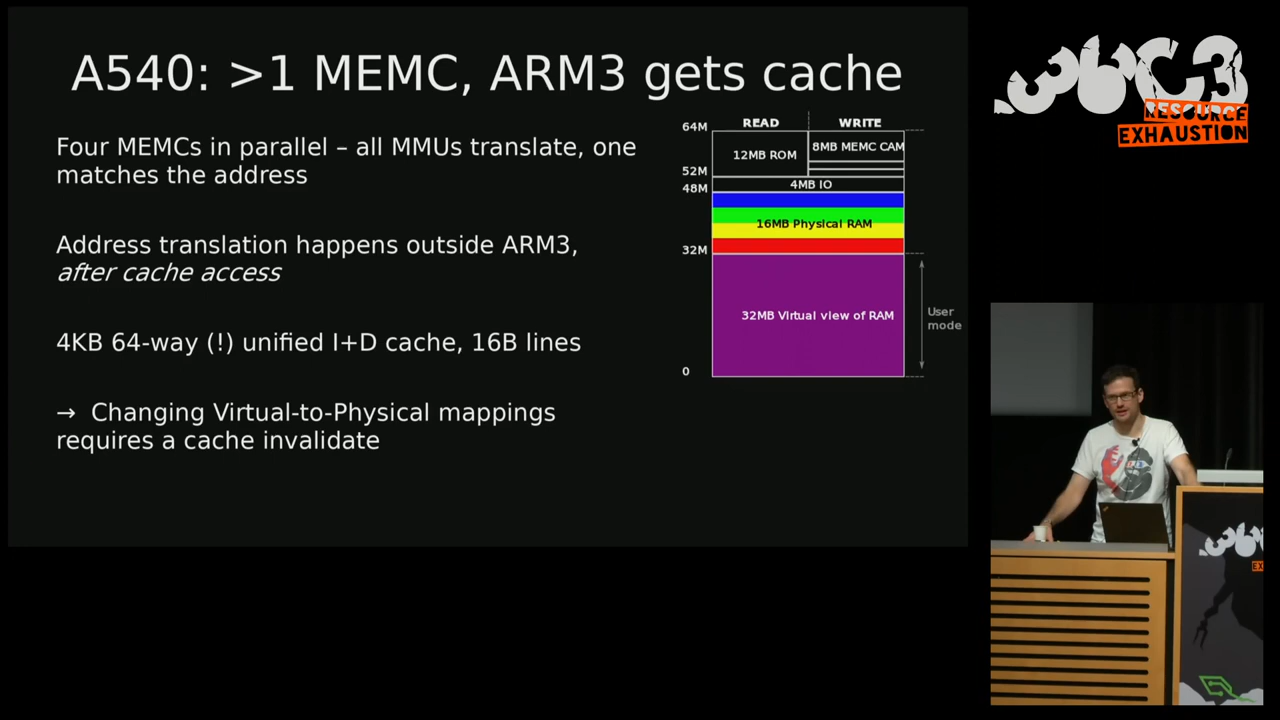 A540: >1 MEMC, ARM3 gets cache
Four MEMCs in parallel – all MMUs translate, one
matches the address
Address translation happens outside ARM3,
after cache access
4KB 64-way (!) unified I+D cache, 16B lines
→ Changing Virtual-to-Physical mappings
requires a cache invalidate
READ
WRITE
64M
12MB ROM
8MB MEMC CAM
52M
4MB IO
48M
16MB Physical RAM
32M
32MB Virtual view of RAM
User
mode
0
36C3
RESOURCE
EXHAUSTION